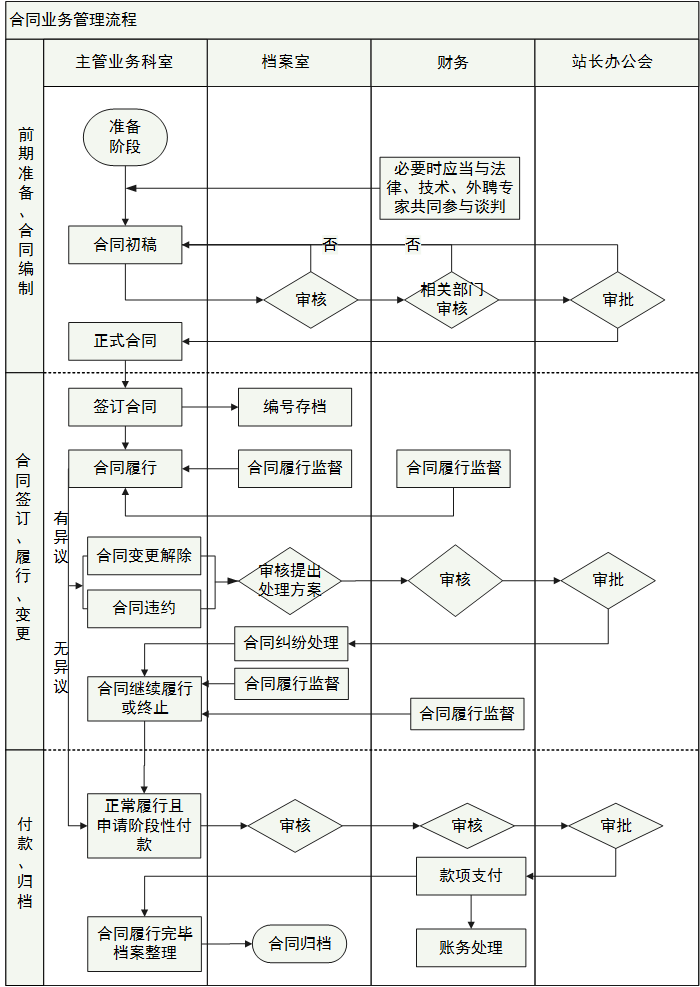 合同业务管理流程
主管业务科室
档案室
财务
站长办公会
前期准备、合同编制
准备
阶段
必要时应当与法
律、技术、外聘专
家共同参与谈判
合同初稿
否
否
审核
相关部门
审核
审批
正式合同
合同签订、履行、变更
签订合同
编号存档
合同履行
合同履行监督
合同履行监督
有异议
合同变更解除
合同违约
审核提出
处理方案
审核
审批
无异议
合同纠纷处理
合同继续履行
或终止
合同履行监督
合同履行监督
付款、归档
正常履行且
申请阶段性付
款
审核
审核
审批
款项支付
合同履行完毕
档案整理
合同归档
账务处理